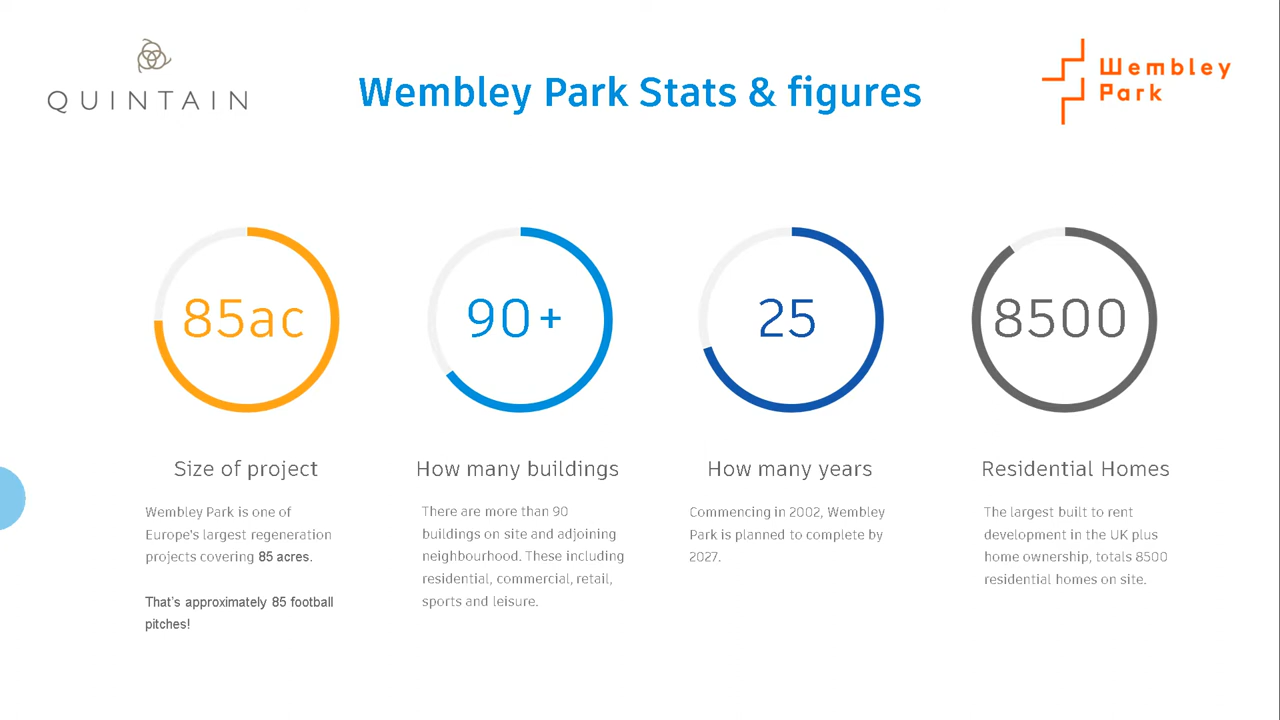 QUINTAIN
Wembley Park Stats & figures
Wembley
Park
85ac
90+
25
8500
Size of project
Wembley Park is one of
Europe's largest regeneration
projects covering 85 acres.
That's approximately 85 football
pitches!
How many buildings
There are more than 90
buildings on site and adjoining
neighbourhood. These including
residential, commercial, retail,
sports and leisure.
How many years
Commencing in 2002, Wembley
Park is planned to complete by
2027.
Residential Homes
The largest built to rent
development in the UK plus
home ownership, totals 8500
residential homes on site.